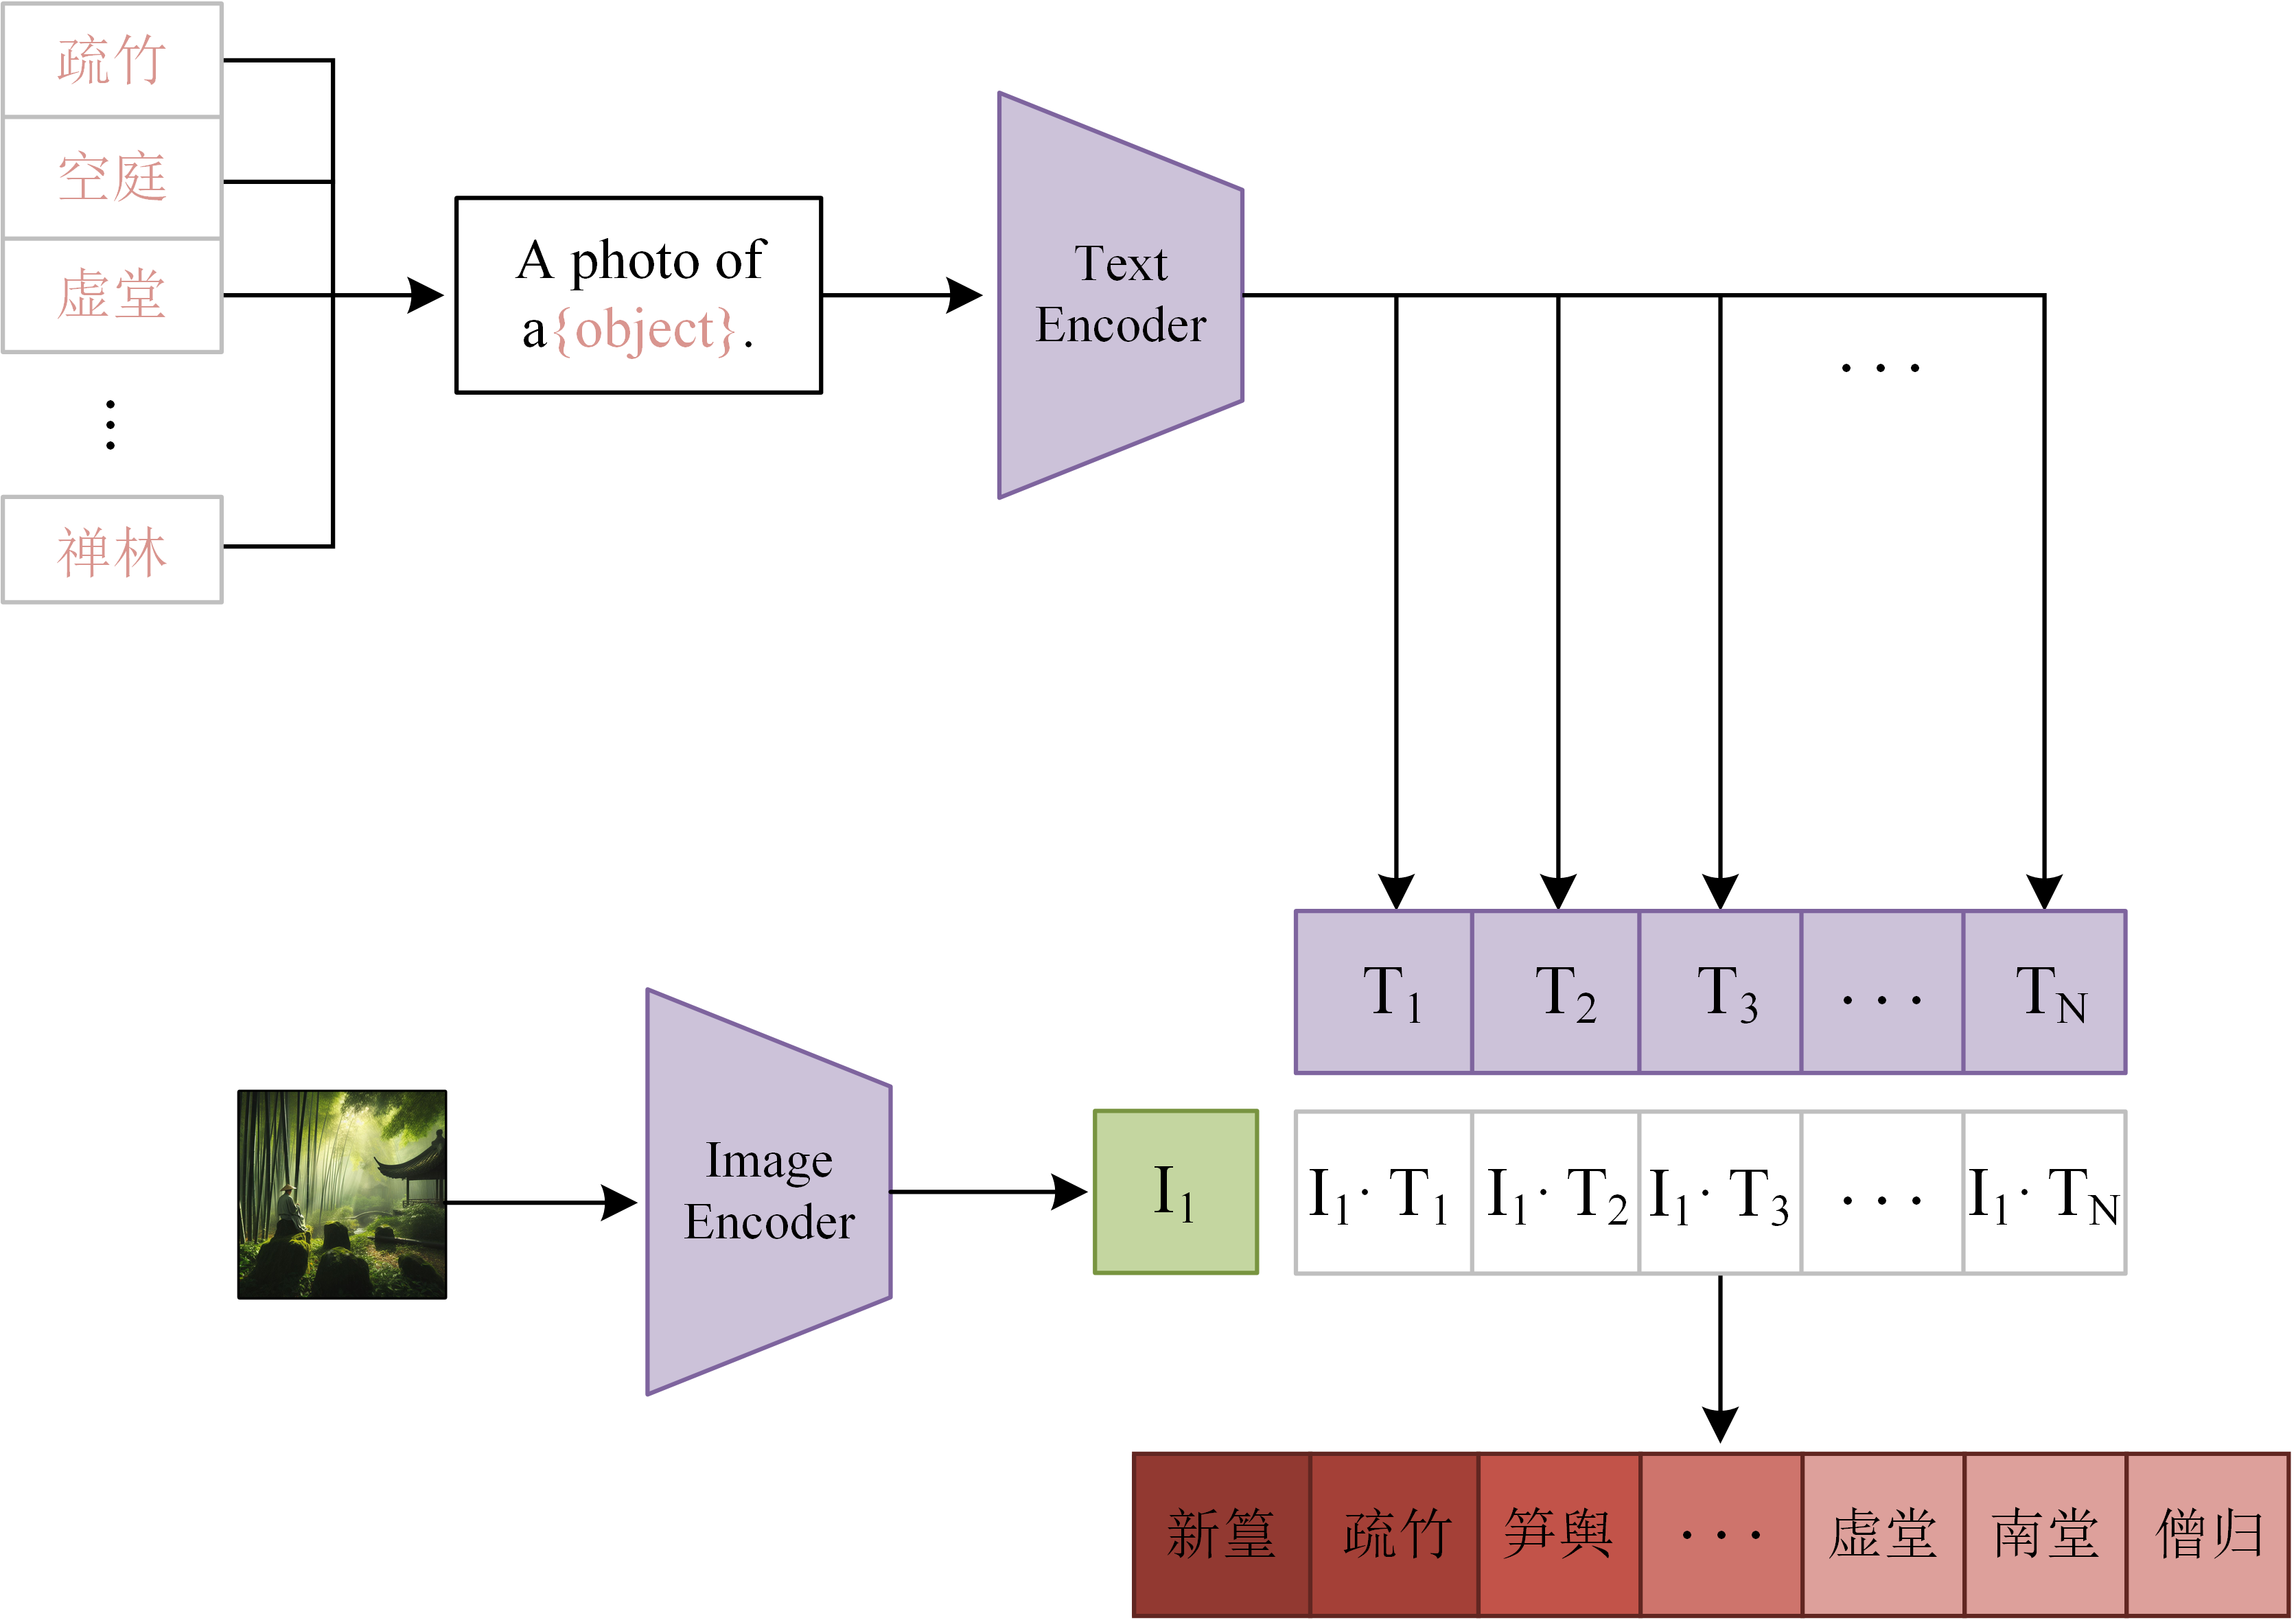 疏竹
空庭
虚堂
⋮
禅林
A photo of
a{object}.
Text
Encoder
· · ·
T1 T2 T3 · · · TN
Image
Encoder
I1
I1· T1 I1· T2 I1· T3 · · · I1· TN
新篁 疏竹 笋舆 · · · 虚堂 南堂 僧归